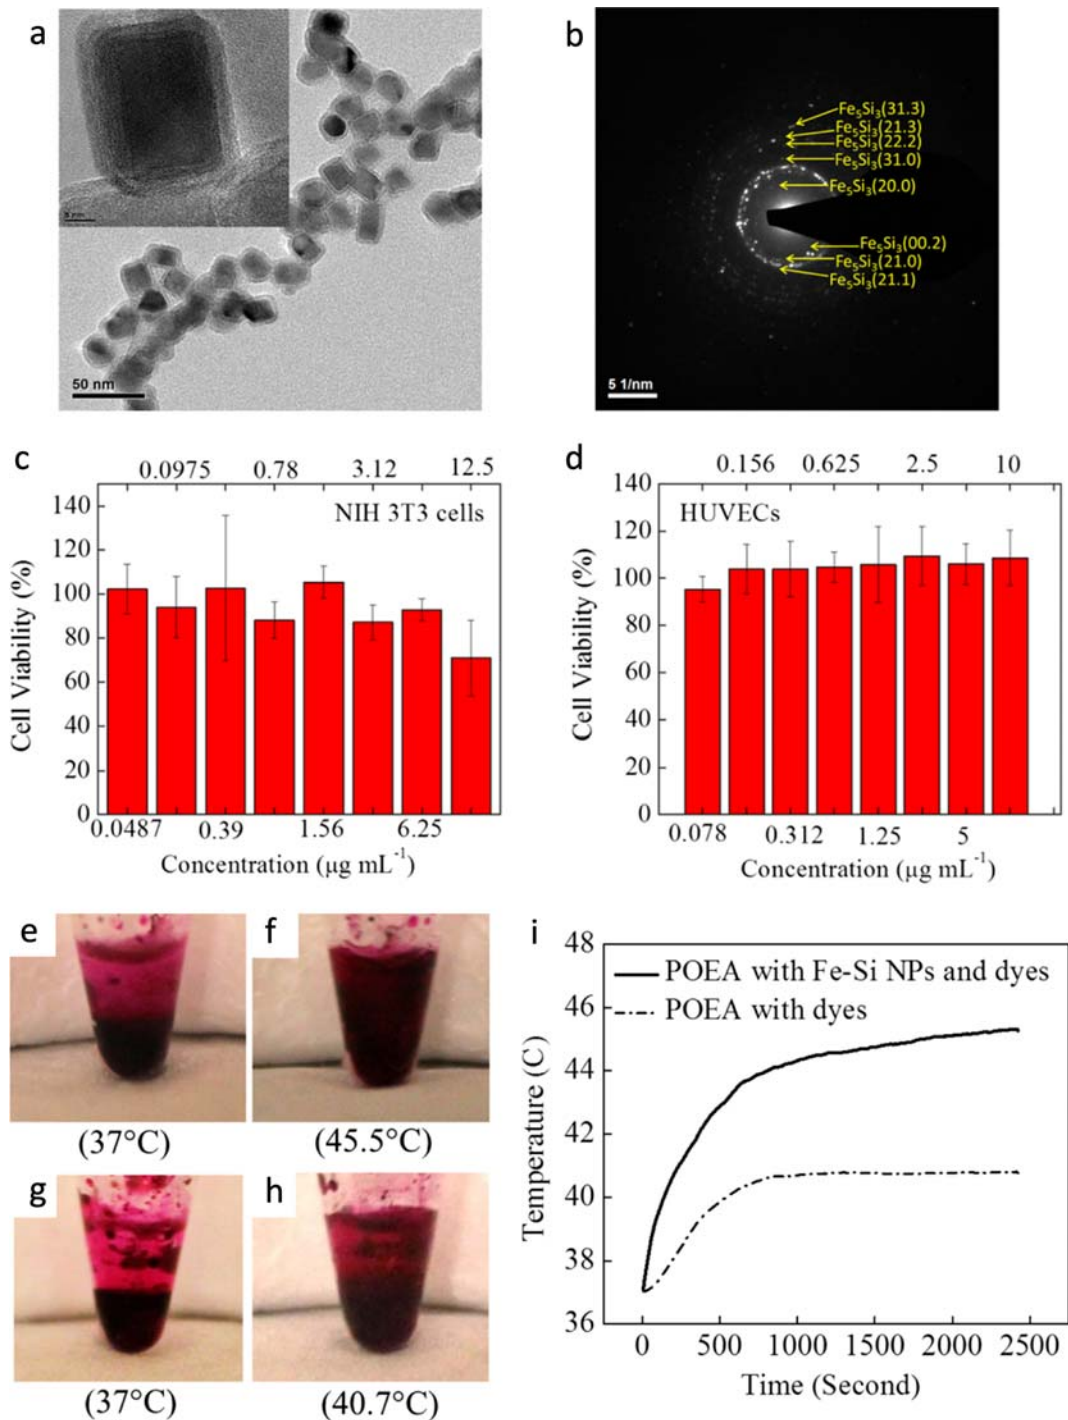 a
5 nm
50 nm
b
Fe₅Si₃(31.3)
Fe₅Si₃(21.3)
Fe₅Si₃(22.2)
Fe₅Si₃(31.0)
Fe₅Si₃(20.0)
Fe₅Si₃(00.2)
Fe₅Si₃(21.0)
Fe₅Si₃(21.1)
5 1/nm
c
0.0975 0.78 3.12 12.5
NIH 3T3 cells
Cell Viability (%)
140
120
100
80
60
40
20
0
0.0487 0.39 1.56 6.25
Concentration (µg mL⁻¹)
d
0.156 0.625 2.5 10
HUVECs
Cell Viability (%)
140
120
100
80
60
40
20
0
0.078 0.312 1.25 5
Concentration (µg mL⁻¹)
e
(37°C)
f
(45.5°C)
g
(37°C)
h
(40.7°C)
i
POEA with Fe-Si NPs and dyes
POEA with dyes
Temperature (C)
48
46
44
42
40
38
36
0 500 1000 1500 2000 2500
Time (Second)